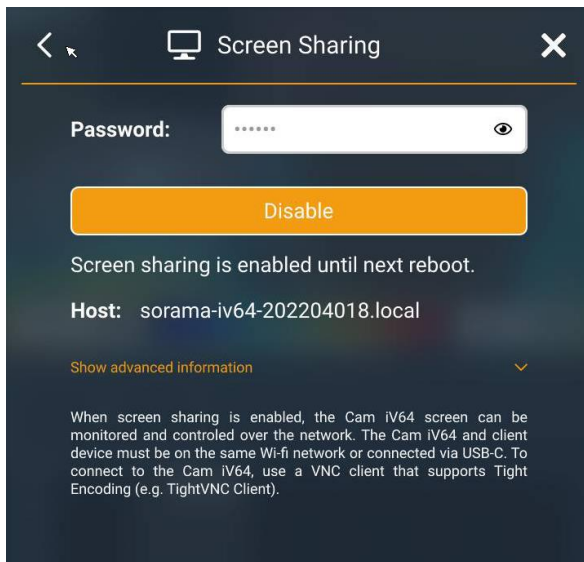 Screen Sharing
Password: ••••••
Disable
Screen sharing is enabled until next reboot.
Host: sorama-iv64-202204018.local
Show advanced information
When screen sharing is enabled, the Cam iV64 screen can be
monitored and controled over the network. The Cam iV64 and client
device must be on the same Wi-fi network or connected via USB-C. To
connect to the Cam iV64, use a VNC client that supports Tight
Encoding (e.g. TightVNC Client).